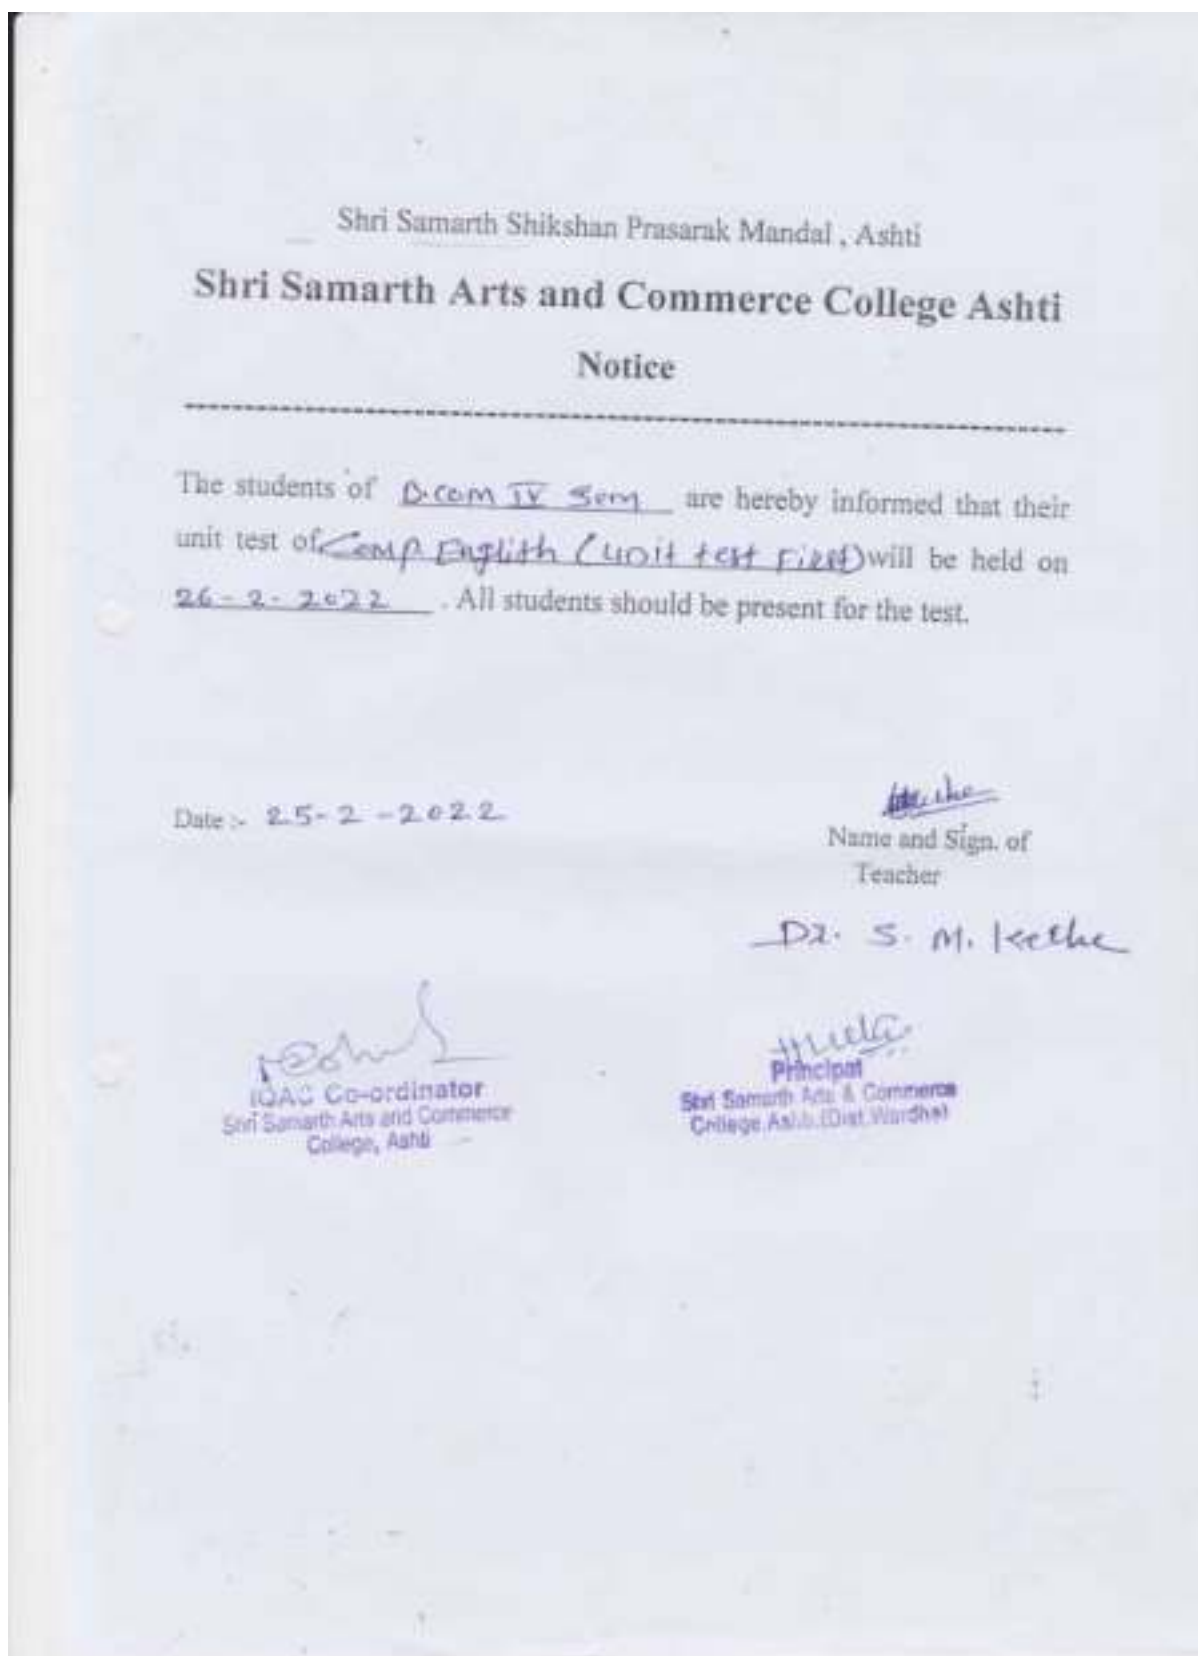 Shri Samarth Shikshan Prasarak Mandal , Ashti
Shri Samarth Arts and Commerce College Ashti
Notice
The students of B.com IV Sem are hereby informed that their
unit test of Comp English (Unit test First) will be held on
26-2-2022 . All students should be present for the test.
Date :- 25-2-2022
Name and Sign. of
Teacher
Dr. S. M.
IQAC Co-ordinator
Shri Samarth Arts and Commerce
College, Ashti
Principal
Shri Samarth Arts & Commerce
College, Ashti (Dist. Wardha)